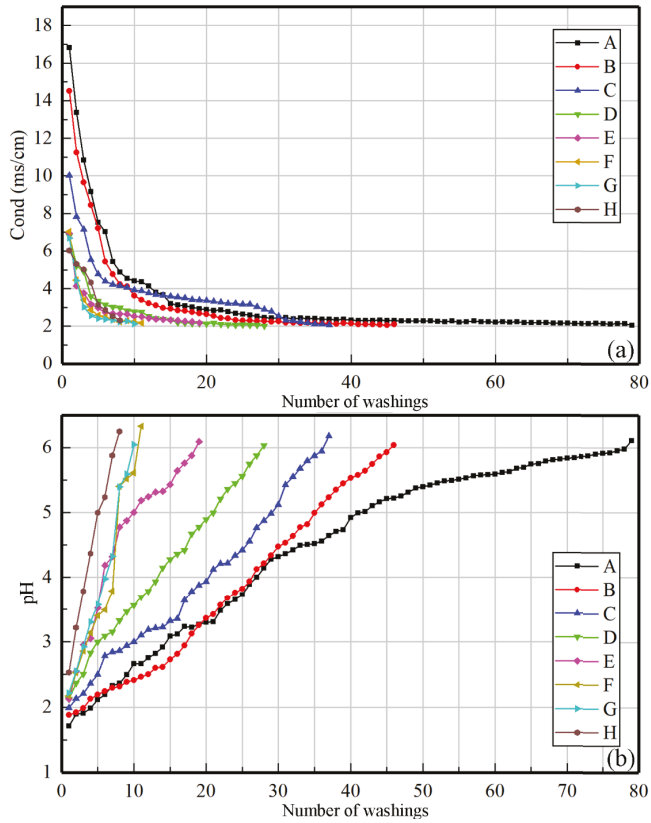 18
16
14
12
10
8
6
4
2
0
Cond (ms/cm)
A
B
C
D
E
F
G
H
(a)
0 20 40 60 80
Number of washings
6
5
4
3
2
1
pH
A
B
C
D
E
F
G
H
(b)
0 10 20 30 40 50 60 70 80
Number of washings